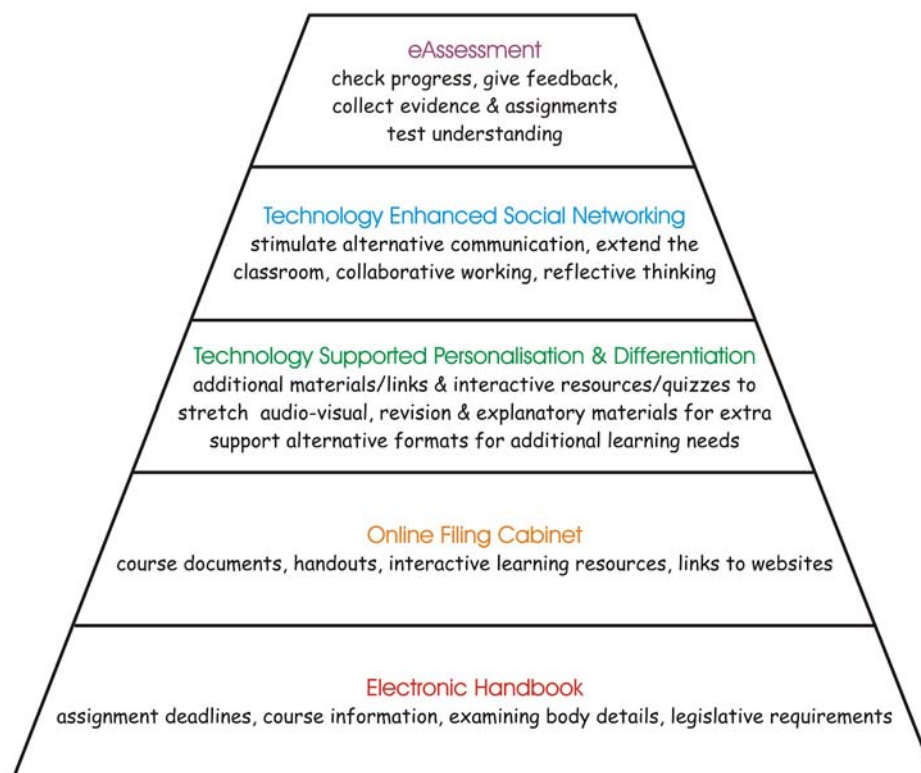 eAssessment
check progress, give feedback,
collect evidence & assignments
test understanding
Technology Enhanced Social Networking
stimulate alternative communication, extend the
classroom, collaborative working, reflective thinking
Technology Supported Personalisation & Differentiation
additional materials/links & interactive resources/quizzes to
stretch audio-visual, revision & explanatory materials for extra
support alternative formats for additional learning needs
Online Filing Cabinet
course documents, handouts, interactive learning resources, links to websites
Electronic Handbook
assignment deadlines, course information, examining body details, legislative requirements